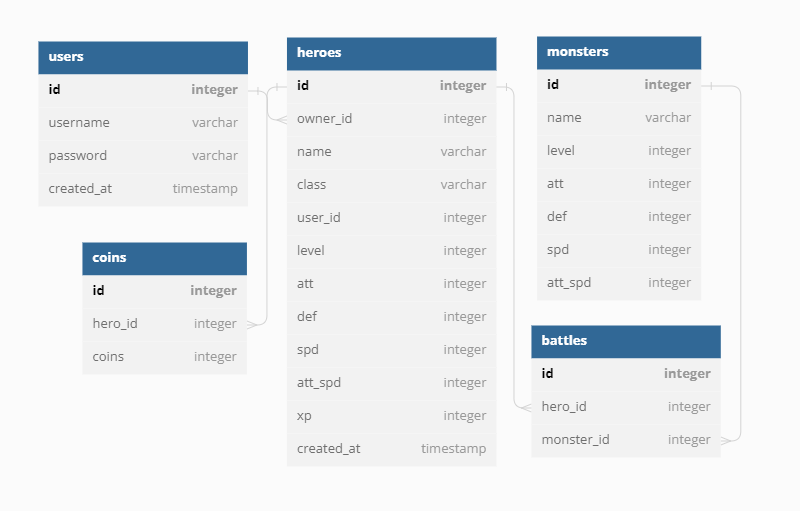 users
id integer
username varchar
password varchar
created_at timestamp
coins
id integer
hero_id integer
coins integer
heroes
id integer
owner_id integer
name varchar
class varchar
user_id integer
level integer
att integer
def integer
spd integer
att_spd integer
xp integer
created_at timestamp
monsters
id integer
name varchar
level integer
att integer
def integer
spd integer
att_spd integer
battles
id integer
hero_id integer
monster_id integer